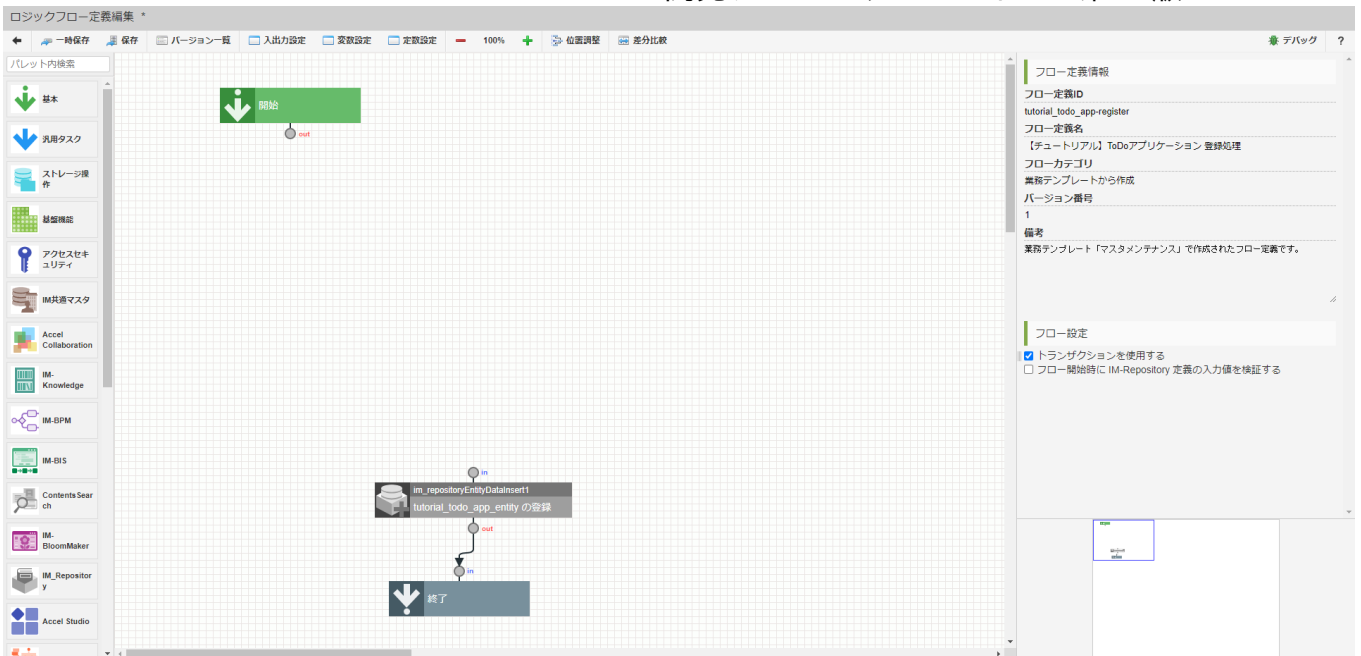 ロジックフロー定義編集 *
一時保存 保存 バージョン一覧 入出力設定 変数設定 定数設定 100% 位置調整 差分比較 デバッグ ?
パレット内検索
基本
汎用タスク
ストレージ操
作
基盤機能
アクセスセキ
ュリティ
IM共通マスタ
Accel
Collaboration
IM-
Knowledge
IM-BPM
IM-BIS
ContentsSear
ch
IM-
BloomMaker
IM_Repositor
y
Accel Studio
開始
out
in
im_repositoryEntityDataInsert1
tutorial_todo_app_entity の登録
out
in
終了
フロー定義情報
フロー定義ID
tutorial_todo_app-register
フロー定義名
【チュートリアル】ToDoアプリケーション 登録処理
フローカテゴリ
業務テンプレートから作成
バージョン番号
1
備考
業務テンプレート「マスタメンテナンス」で作成されたフロー定義です。
フロー設定
トランザクションを使用する
フロー開始時に IM-Repository 定義の入力値を検証する